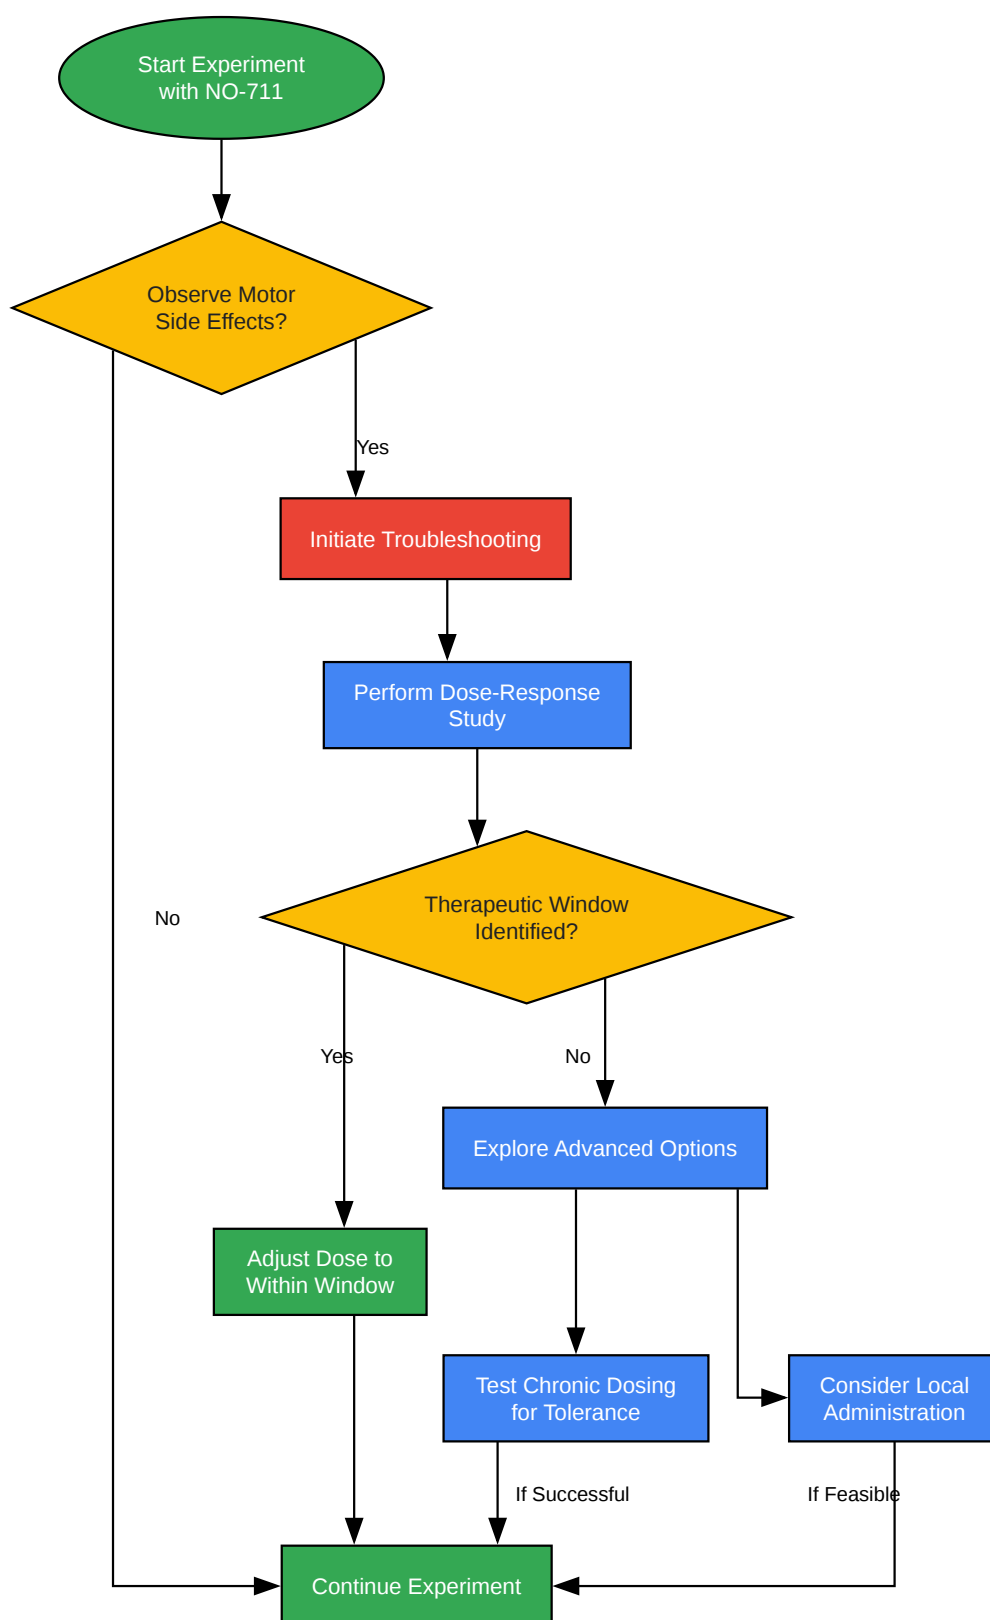 Start Experiment
with NO-711
Observe Motor
Side Effects?
Yes
Initiate Troubleshooting
Perform Dose-Response
Study
Therapeutic Window
Identified?
No
Yes
No
Explore Advanced Options
Adjust Dose to
Within Window
Test Chronic Dosing
for Tolerance
Consider Local
Administration
If Successful
If Feasible
Continue Experiment